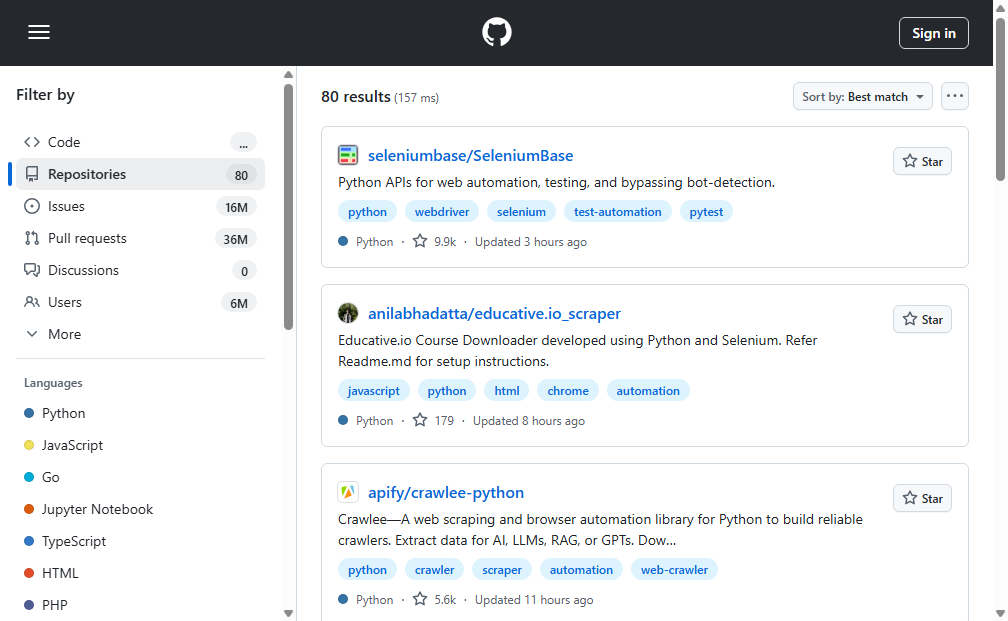 Sign in
Filter by
Code
...
Repositories
80
Issues
16M
Pull requests
36M
Discussions
0
Users
6M
More
Languages
Python
JavaScript
Go
Jupyter Notebook
TypeScript
HTML
PHP
80 results (157 ms)
Sort by: Best match
seleniumbase/SeleniumBase
Star
Python APIs for web automation, testing, and bypassing bot-detection.
python webdriver selenium test-automation pytest
Python · 9.9k · Updated 3 hours ago
anilabhadatta/educative.io_scraper
Star
Educative.io Course Downloader developed using Python and Selenium. Refer
Readme.md for setup instructions.
javascript python html chrome automation
Python · 179 · Updated 8 hours ago
apify/crawlee-python
Star
Crawlee—A web scraping and browser automation library for Python to build reliable
crawlers. Extract data for AI, LLMs, RAG, or GPTs. Dow...
python crawler scraper automation web-crawler
Python · 5.6k · Updated 11 hours ago